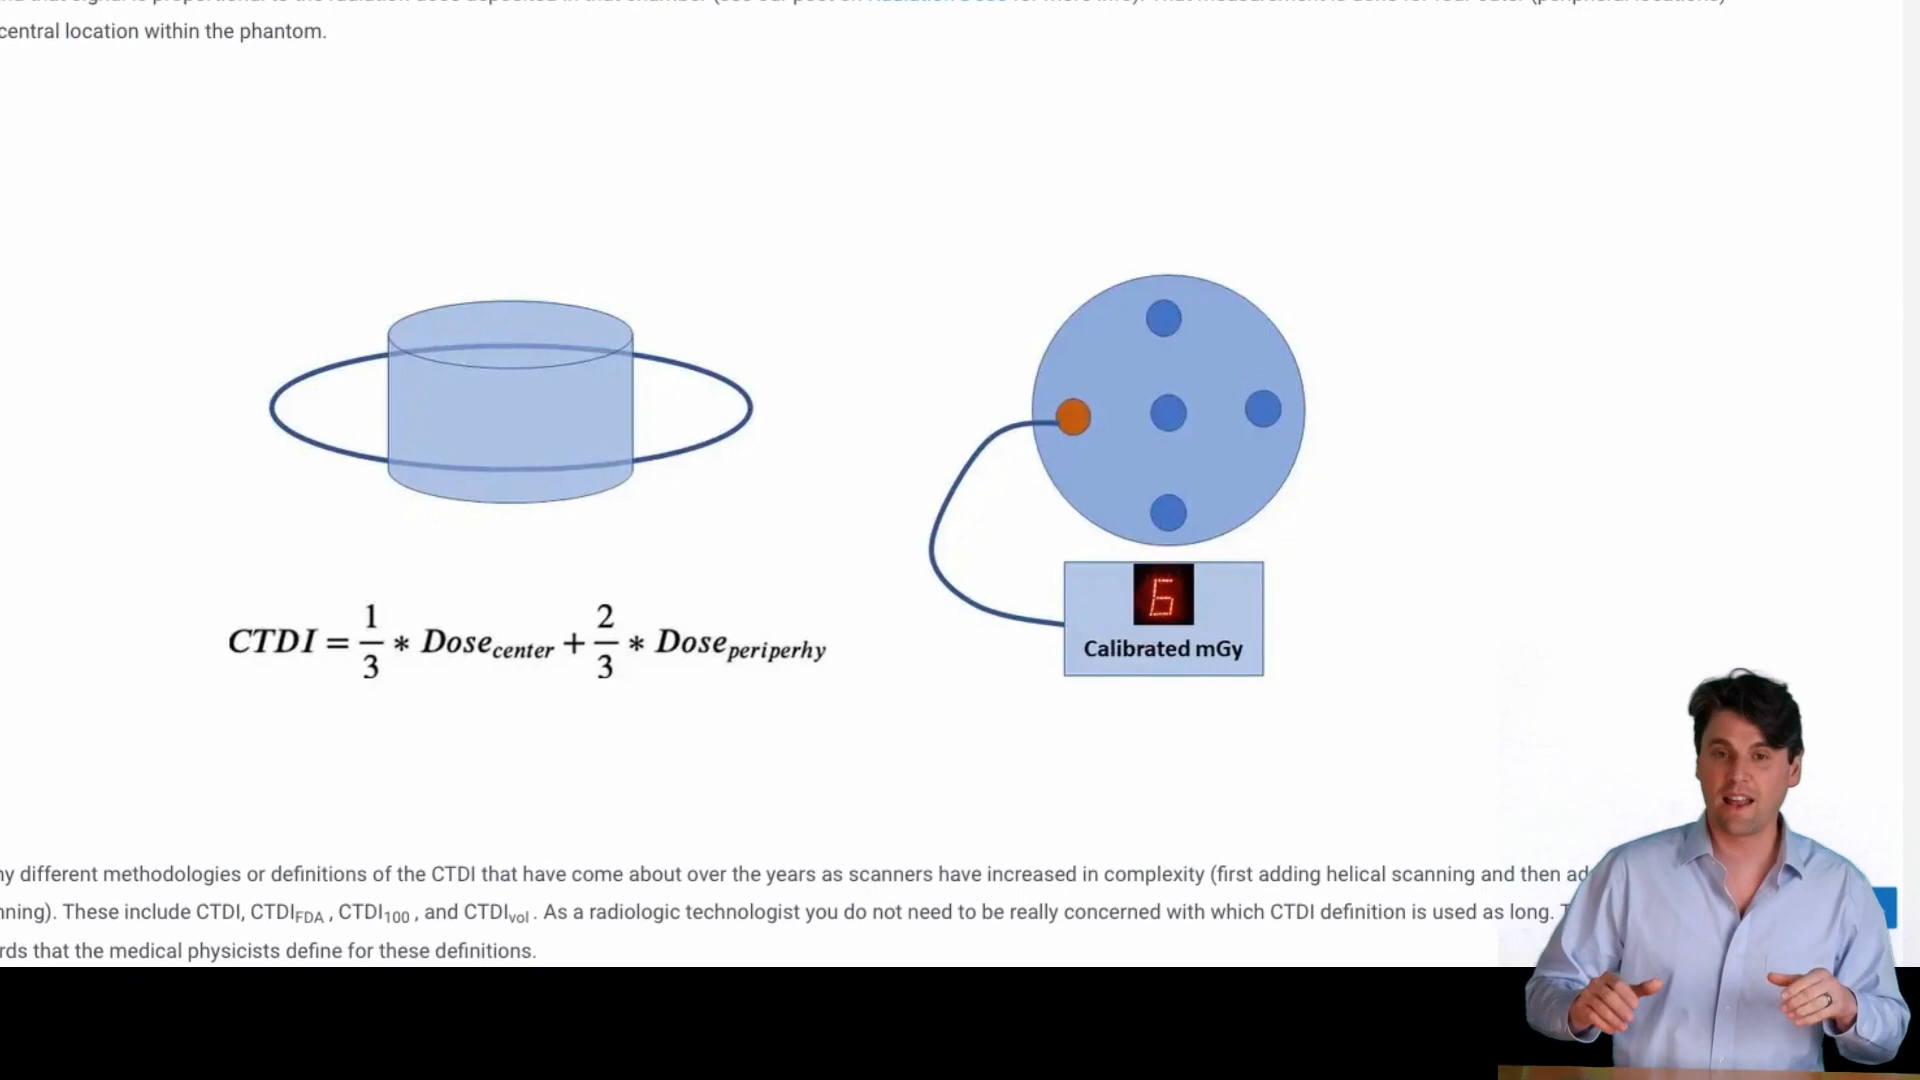 central location within the phantom.
6
CTDI = 1/3 * Dose_center + 2/3 * Dose_periperhy
Calibrated mGy
different methodologies or definitions of the CTDI that have come about over the years as scanners have increased in complexity (first adding helical scanning and then
These include CTDI, CTDI_FDA , CTDI_100 , and CTDI_vol . As a radiologic technologist you do not need to be really concerned with which CTDI definition is used as long.
that the medical physicists define for these definitions.